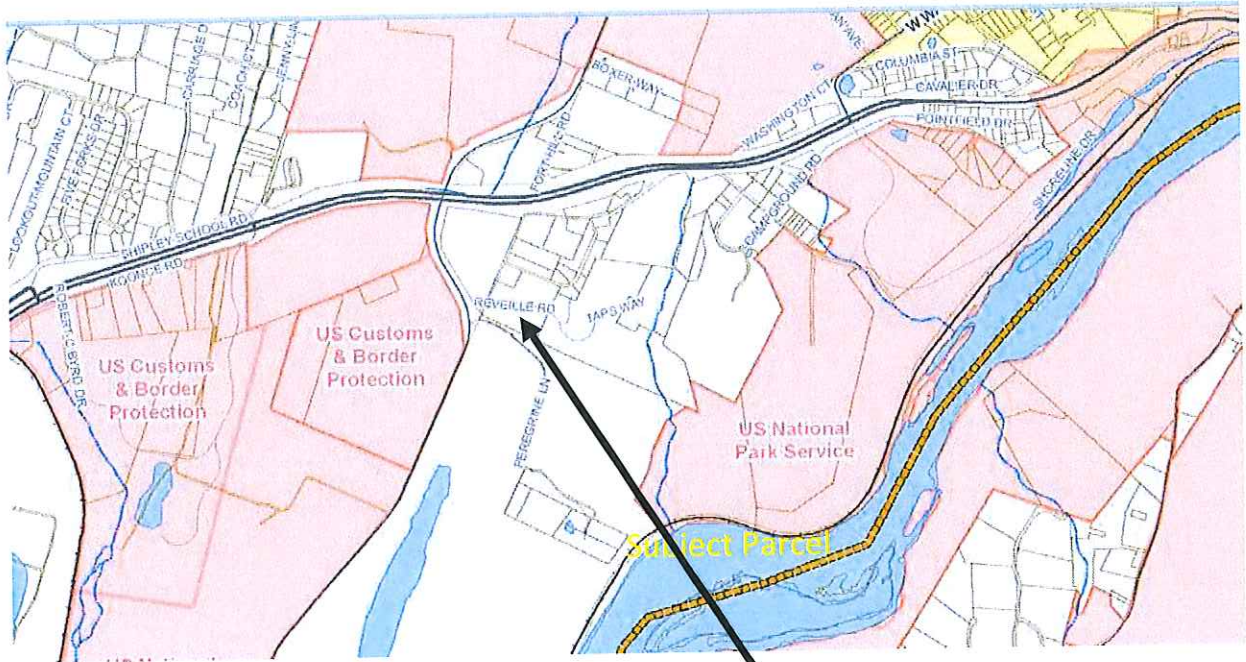 COLUMBIA ST
CAVALIER DR
POINTFIELD DR
WASHINGTON CT
BOXER WAY
FORT HILL RD
CAMPGROUND RD
SHORELINE DR
CARRIAGE D
COACH CT
JENNY LN
LOOKOUT MOUNTAIN CT
FIVE FORKS DR
SHIPLEY SCHOOL RD
KOONCE RD
ROBERT C BYRD DR
REVEILLE RD
TAPS WAY
PEREGRINE LN
US Customs
& Border
Protection
US Customs
& Border
Protection
US National
Park Service
Subject Parcel